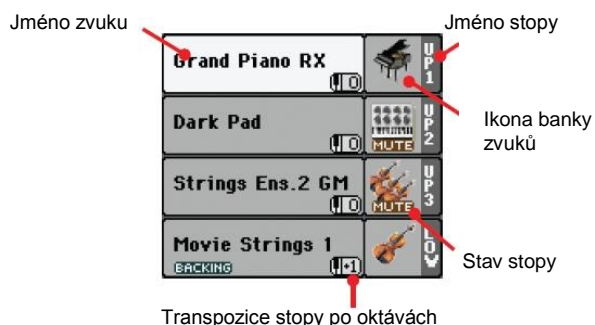 Jméno zvuku
Jméno stopy
Grand Piano RX
0
UP1
Ikona banky
zvuků
Dark Pad
0
MUTE
UP2
Strings Ens.2 GM
0
MUTE
UP3
Movie Strings 1
BACKING
+1
LOW
Stav stopy
Transpozice stopy po oktávách